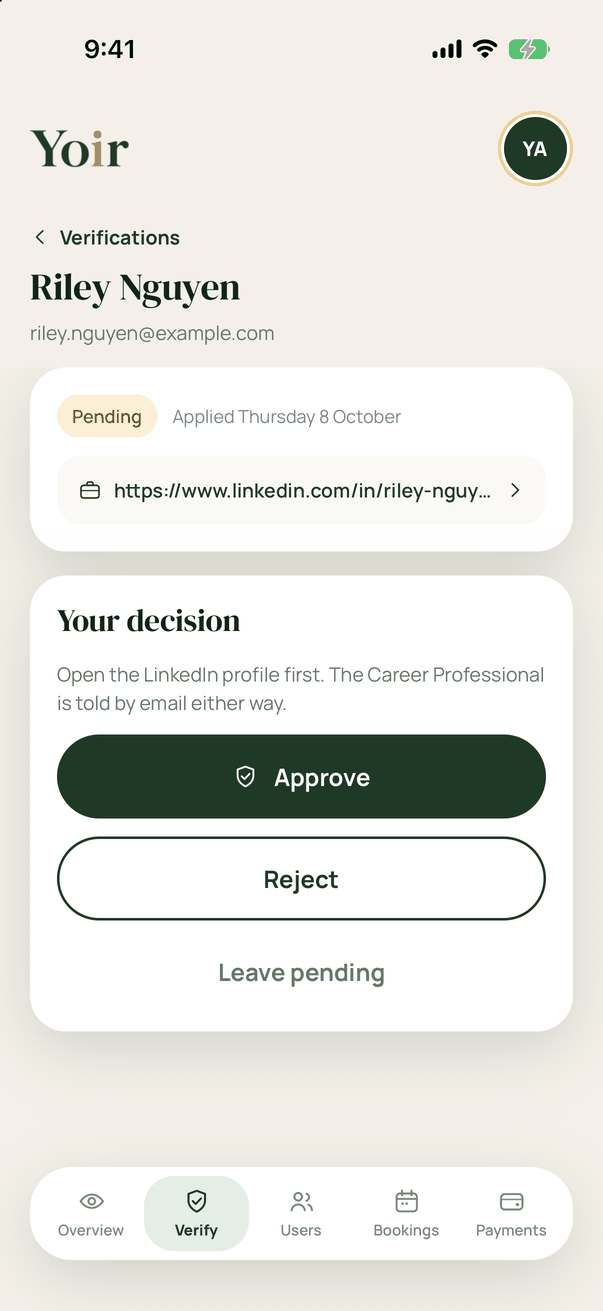 9:41
Yoir
YA
Verifications
Riley Nguyen
riley.nguyen@example.com
Pending
Applied Thursday 8 October
https://www.linkedin.com/in/riley-nguy...
Your decision
Open the LinkedIn profile first. The Career Professional
is told by email either way.
Approve
Reject
Leave pending
Overview
Verify
Users
Bookings
Payments